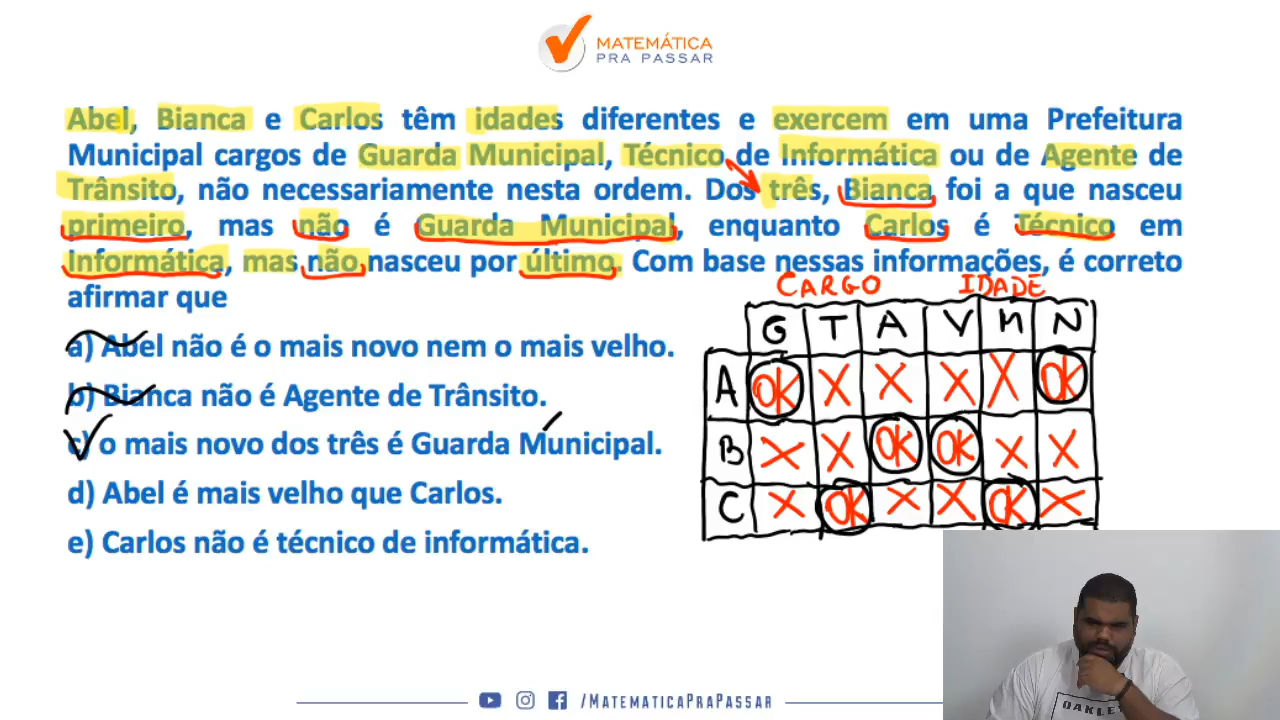 MATEMÁTICA
PRA PASSAR
Abel, Bianca e Carlos têm idades diferentes e exercem em uma Prefeitura
Municipal cargos de Guarda Municipal, Técnico de Informática ou de Agente de
Trânsito, não necessariamente nesta ordem. Dos três, Bianca foi a que nasceu
primeiro, mas não é Guarda Municipal, enquanto Carlos é Técnico em
Informática, mas não nasceu por último. Com base nessas informações, é correto
afirmar que
CARGO IDADE
G T A V M N
a) Abel não é o mais novo nem o mais velho.
A OK X X X X OK
b) Bianca não é Agente de Trânsito.
c) o mais novo dos três é Guarda Municipal.
B X X OK OK X X
d) Abel é mais velho que Carlos.
C X OK X X OK X
e) Carlos não é técnico de informática.
OAKLEY
/MATEMATICAPRAPASSAR